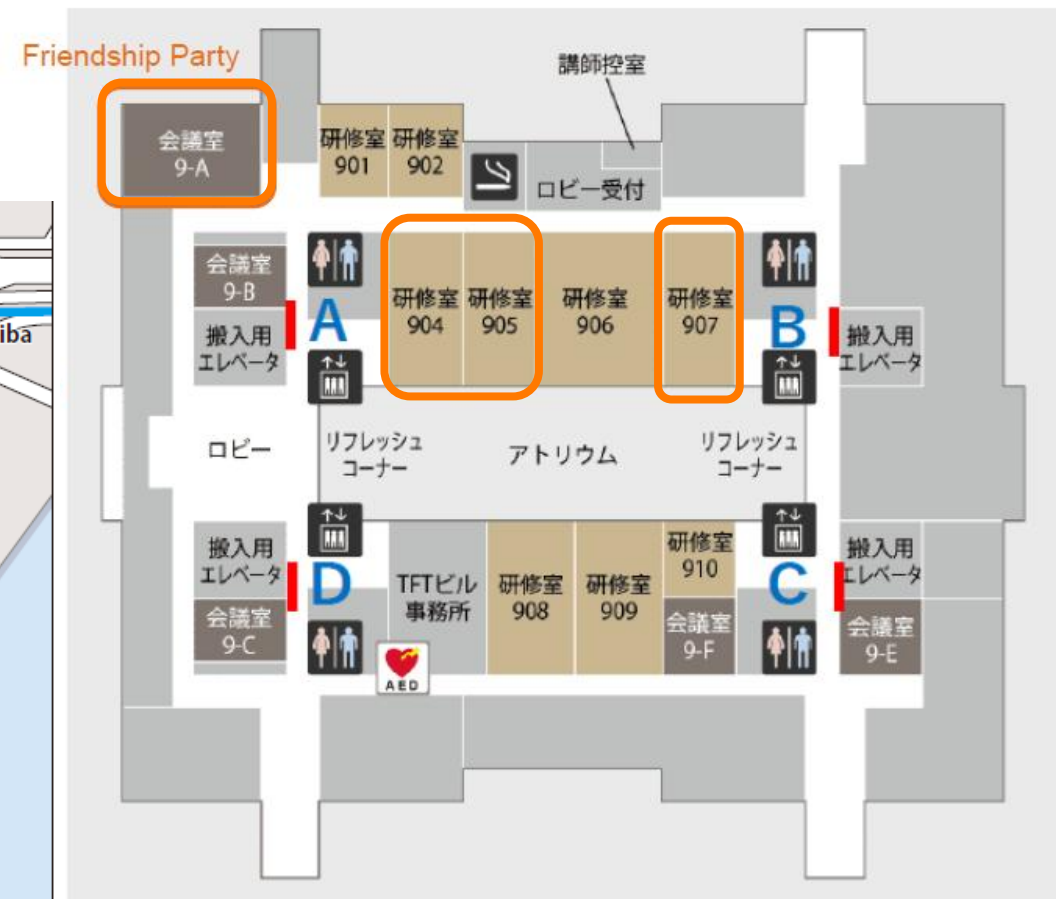 Friendship Party
講師控室
会議室
9-A
研修室
901
研修室
902
ロビー受付
会議室
9-B
搬入用
エレベータ
A
研修室
904
研修室
905
研修室
906
研修室
907
B
搬入用
エレベータ
iba
ロビー
リフレッシュ
コーナー
アトリウム
リフレッシュ
コーナー
搬入用
エレベータ
D
会議室
9-C
TFTビル
事務所
AED
研修室
908
研修室
909
研修室
910
会議室
9-F
C
搬入用
エレベータ
会議室
9-E